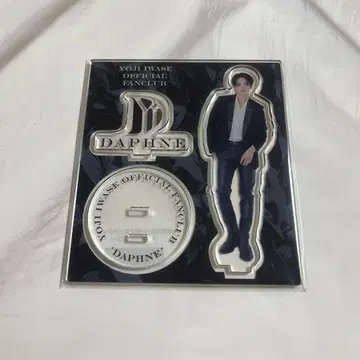 YOJI IWASE
OFFICIAL
FANCLUB
DAPHNE
YOJI IWASE OFFICIAL FANCLUB
"DAPHNE"